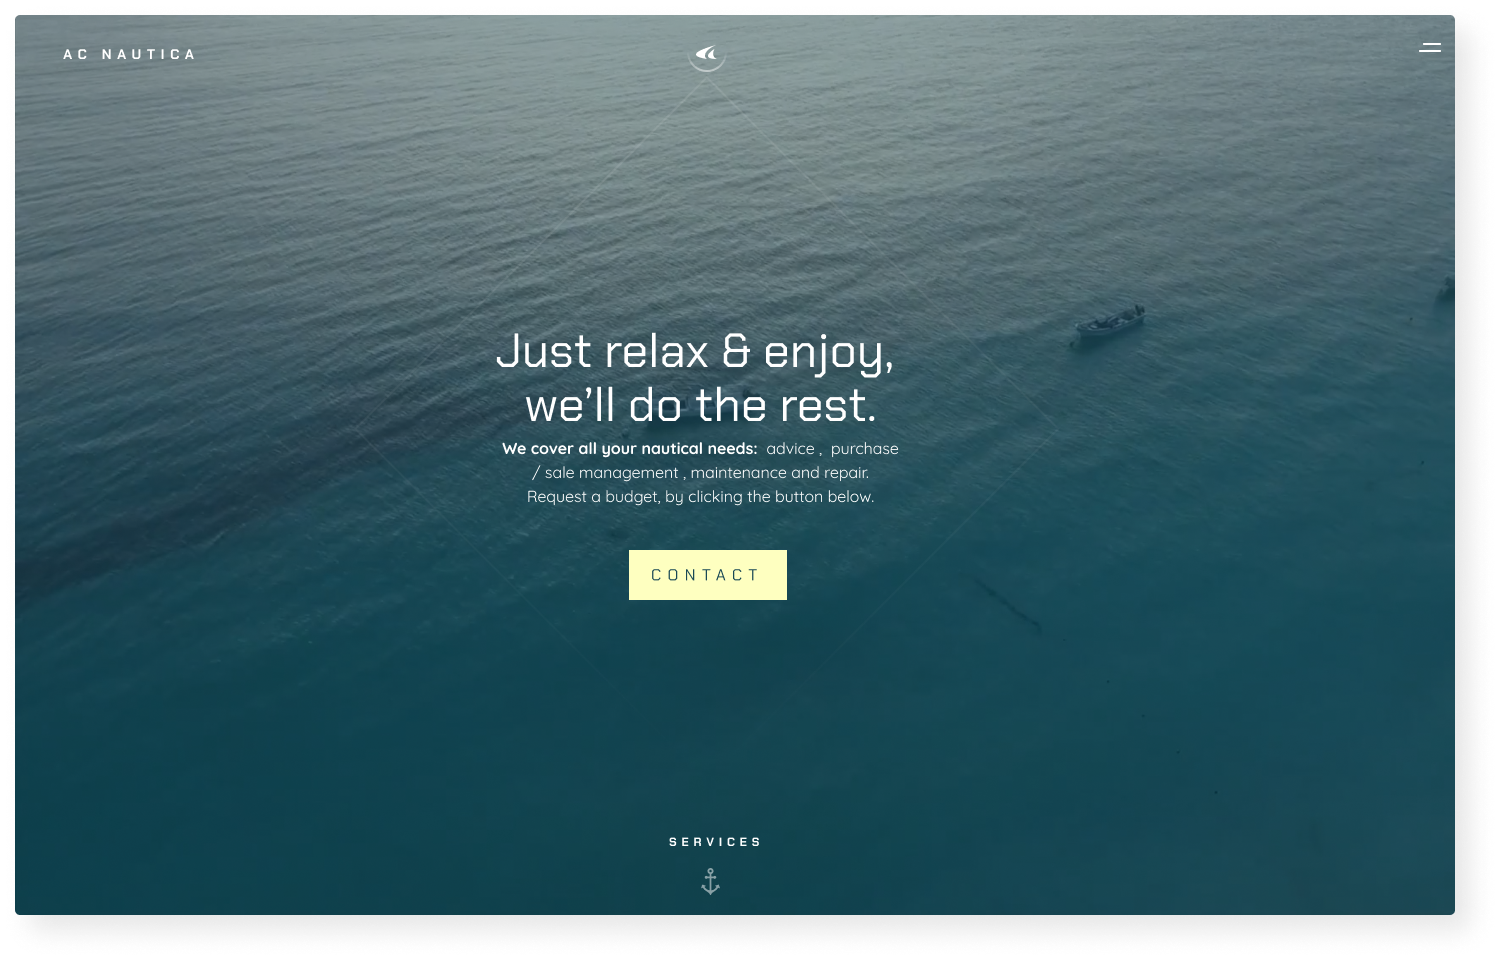 AC NAUTICA
Just relax & enjoy,
we’ll do the rest.
We cover all your nautical needs: advice , purchase
/ sale management , maintenance and repair.
Request a budget, by clicking the button below.
CONTACT
SERVICES